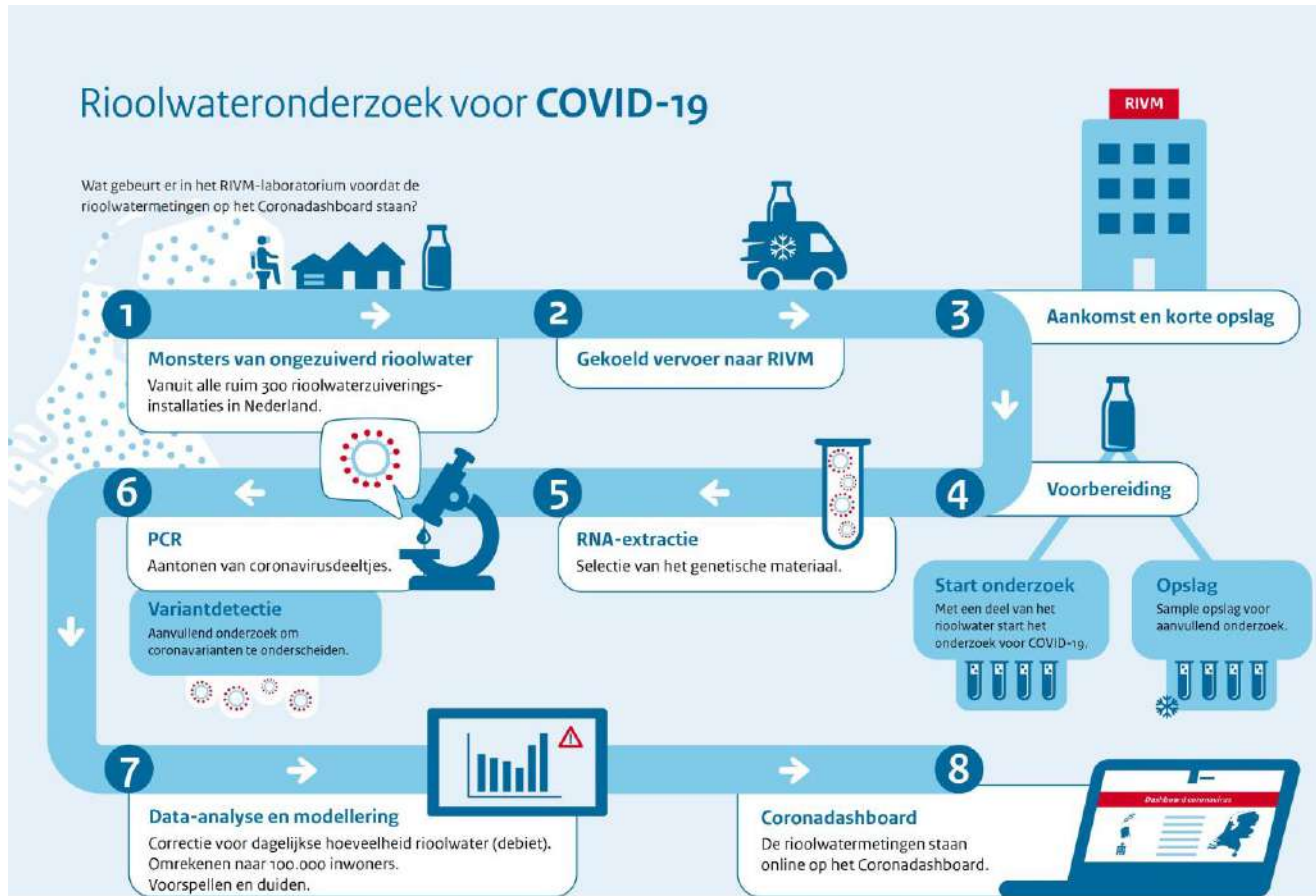 Rioolwateronderzoek voor COVID-19
RIVM
Wat gebeurt er in het RIVM-laboratorium voordat de
rioolwatermetingen op het Coronadashboard staan?
1
Monsters van ongezuiverd rioolwater
Vanuit alle ruim 300 rioolwaterzuiverings-
installaties in Nederland.
2
Gekoeld vervoer naar RIVM
3
Aankomst en korte opslag
4
Voorbereiding
Start onderzoek
Met een deel van het
rioolwater start het
onderzoek voor COVID-19.
Opslag
Sample opslag voor
aanvullend onderzoek.
5
RNA-extractie
Selectie van het genetische materiaal.
6
PCR
Aantonen van coronavirusdeeltjes.
Variantdetectie
Aanvullend onderzoek om
coronavarianten te onderscheiden.
7
Data-analyse en modellering
Correctie voor dagelijkse hoeveelheid rioolwater (debiet).
Omrekenen naar 100.000 inwoners.
Voorspellen en duiden.
8
Coronadashboard
De rioolwatermetingen staan
online op het Coronadashboard.
Dashboard coronavirus